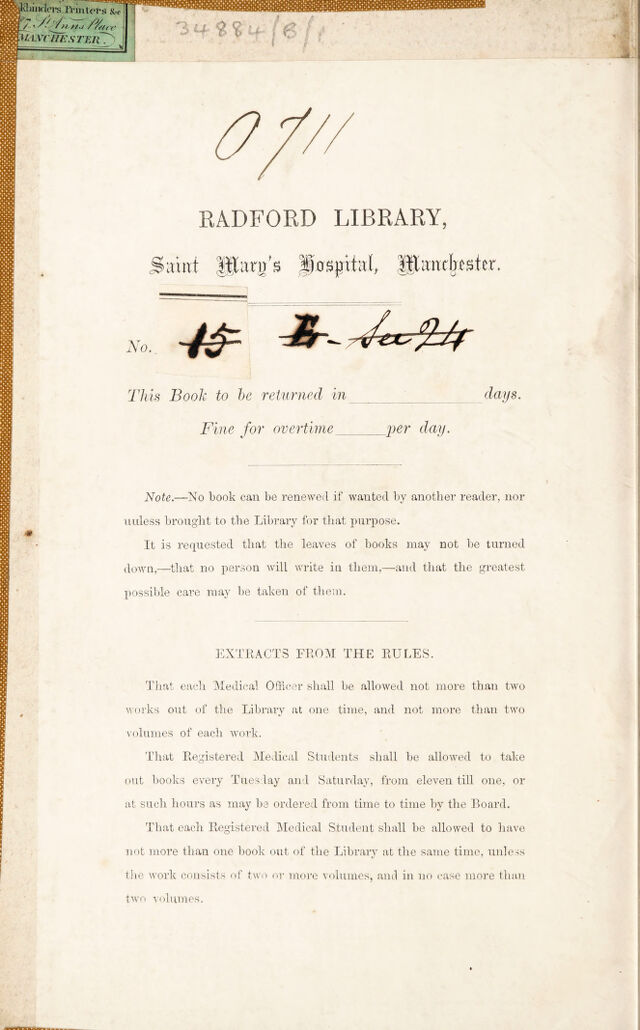 kbinders Printers &c
7. St. Anns Place
MANCHESTER.
34884/B/1
0711
RADFORD LIBRARY,
Saint Mary's Hospital, Manchester.
No. 15 E. See 24
This Book to be returned in days.
Fine for overtime per day.
Note.—No book can be renewed if wanted by another reader, nor
unless brought to the Library for that purpose.
It is requested that the leaves of books may not be turned
down,—that no person will write in them,—and that the greatest
possible care may be taken of them.
EXTRACTS FROM THE RULES.
That each Medical Officer shall be allowed not more than two
works out of the Library at one time, and not more than two
volumes of each work.
That Registered Medical Students shall be allowed to take
out books every Tuesday and Saturday, from eleven till one, or
at such hours as may be ordered from time to time by the Board.
That each Registered Medical Student shall be allowed to have
not more than one book out of the Library at the same time, unless
the work consists of two or more volumes, and in no case more than
two volumes.